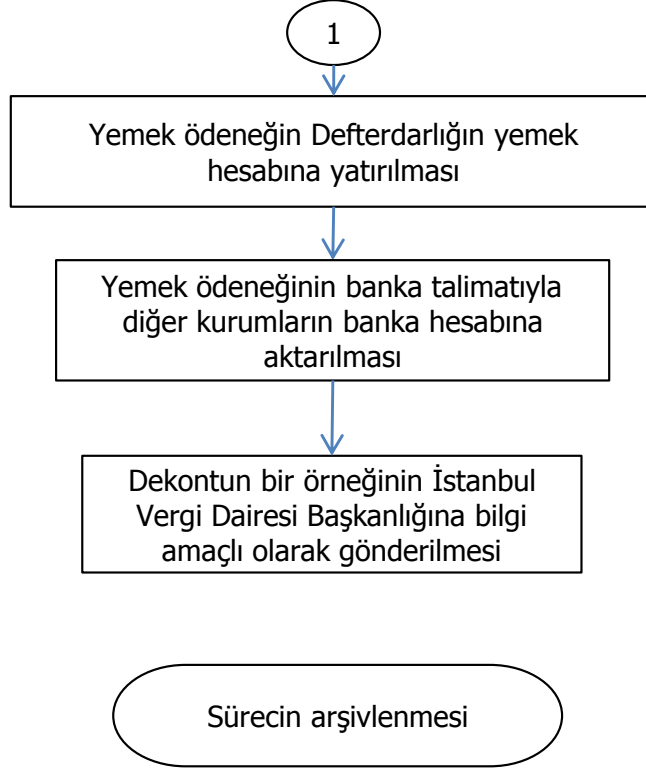 1
Yemek ödeneğin Defterdarlığın yemek
hesabına yatırılması
Yemek ödeneğinin banka talimatıyla
diğer kurumların banka hesabına
aktarılması
Dekontun bir örneğinin İstanbul
Vergi Dairesi Başkanlığına bilgi
amaçlı olarak gönderilmesi
Sürecin arşivlenmesi